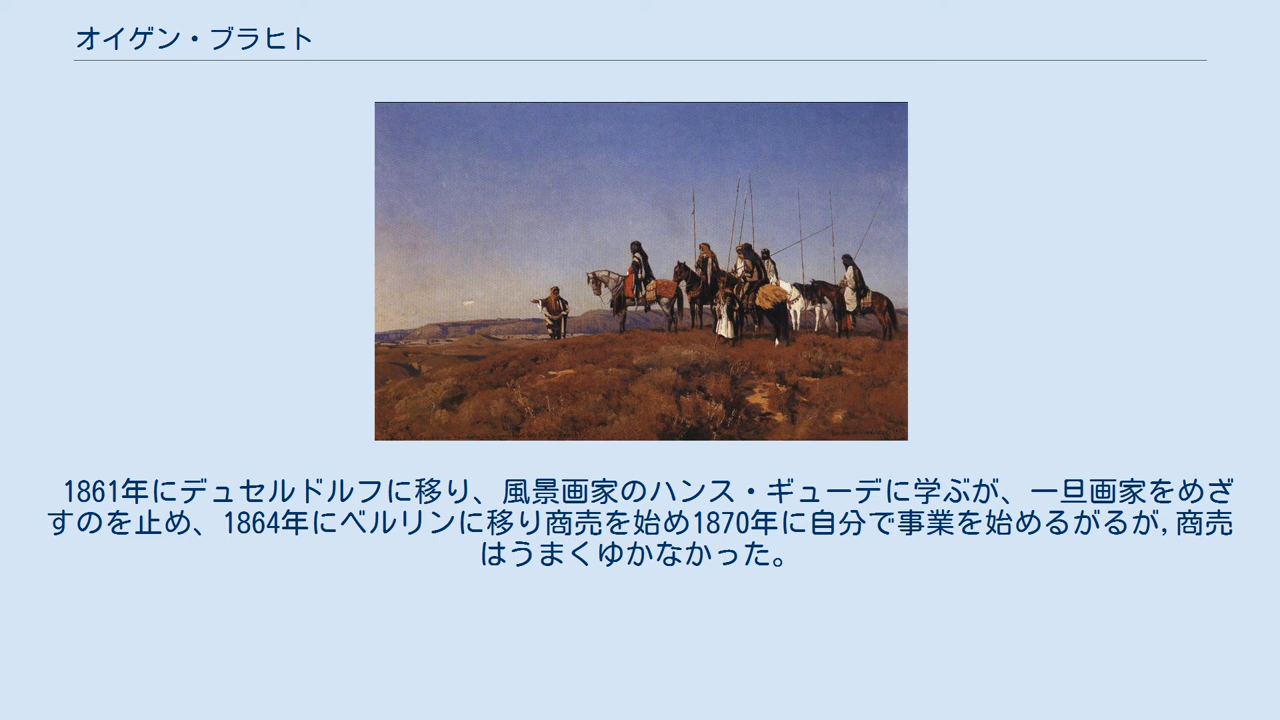 オイゲン・ブラヒト
1861年にデュセルドルフに移り、風景画家のハンス・ギューデに学ぶが、一旦画家をめざ
すのを止め、1864年にベルリンに移り商売を始め1870年に自分で事業を始めるがるが,商売
はうまくゆかなかった。